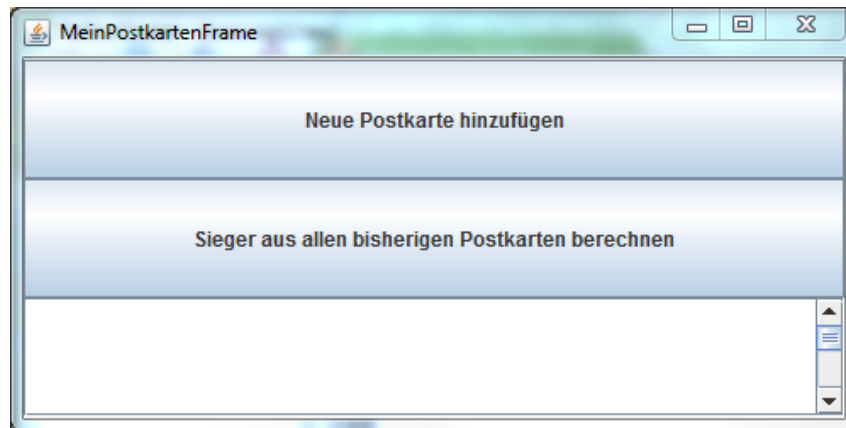 MeinPostkartenFrame
Neue Postkarte hinzufügen
Sieger aus allen bisherigen Postkarten berechnen